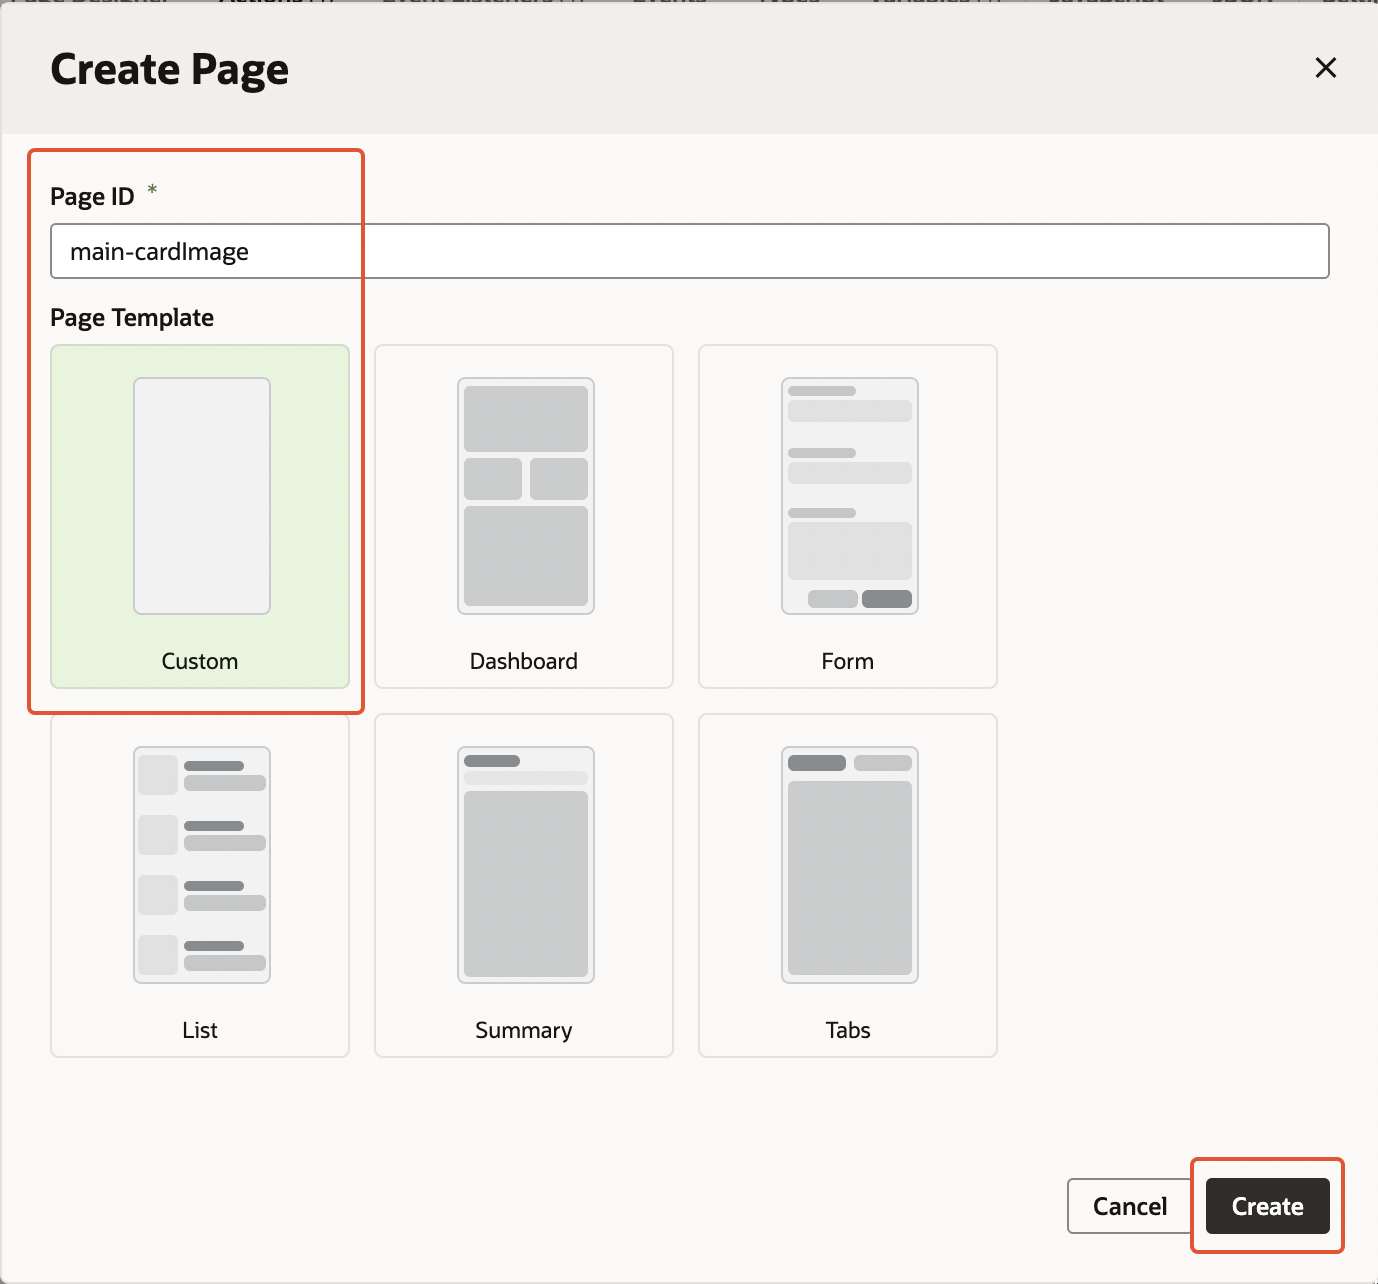 Create Page
Page ID *
main-cardImage
Page Template
Custom
Dashboard
Form
List
Summary
Tabs
Cancel
Create